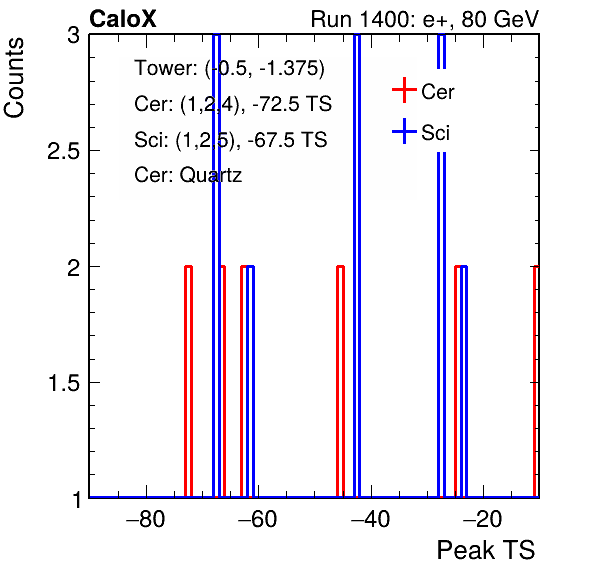 CaloX Run 1400: e+, 80 GeV
Counts
3
2.5
2
1.5
1
Tower: (-0.5, -1.375)
Cer: (1,2,4), -72.5 TS
Sci: (1,2,5), -67.5 TS
Cer: Quartz
Cer
Sci
−80 −60 −40 −20
Peak TS